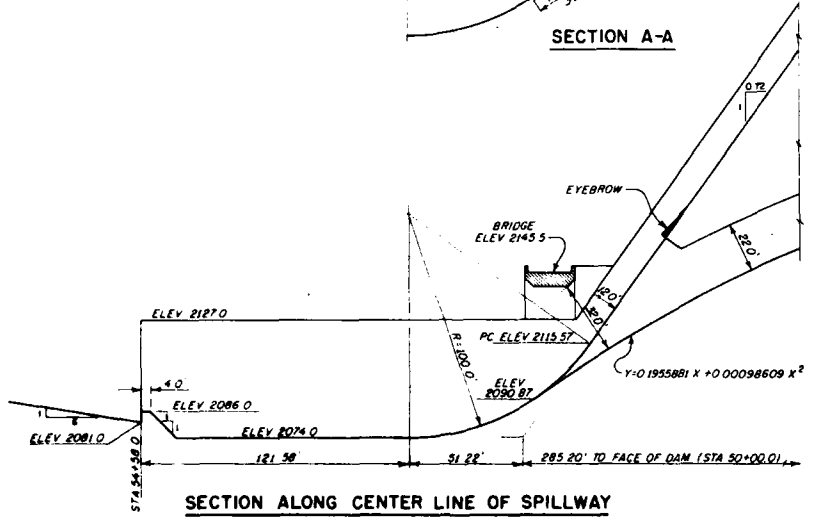 SECTION A-A
0.72
1
EYEBROW
BRIDGE
ELEV 2145.5
22.0'
12.0'
ELEV 2127.0
PC ELEV 2115.57
R=100.0'
ELEV
2090.87
Y=0.1955881 X +0.00098609 X²
4.0'
ELEV 2086.0
1
1
1
6
ELEV 2081.0
ELEV 2074.0
STA 54+58.0
121.58'
51.22'
285.20' TO FACE OF DAM (STA 50+00.0)
SECTION ALONG CENTER LINE OF SPILLWAY